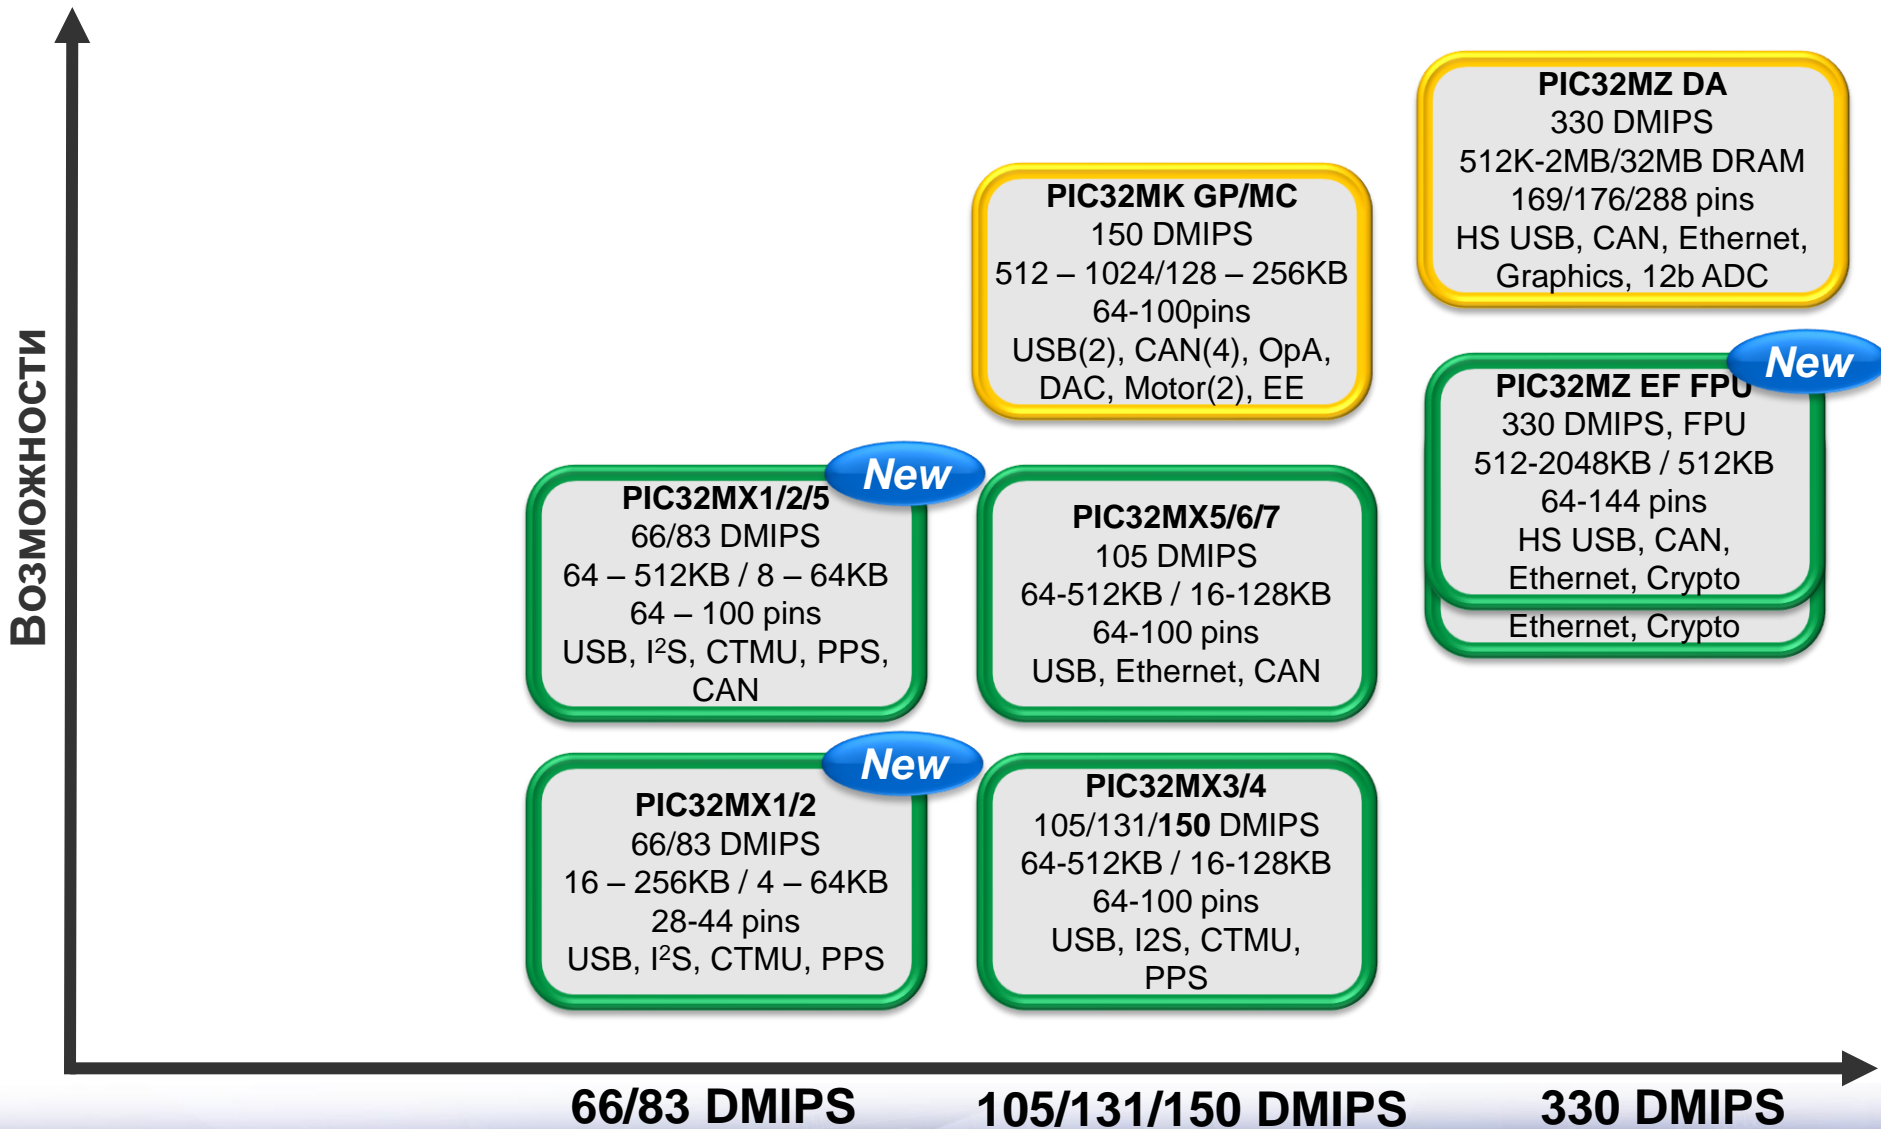 Возможности
PIC32MZ DA
330 DMIPS
512K-2MB/32MB DRAM
169/176/288 pins
HS USB, CAN, Ethernet,
Graphics, 12b ADC
PIC32MK GP/MC
150 DMIPS
512 – 1024/128 – 256KB
64-100pins
USB(2), CAN(4), OpA,
DAC, Motor(2), EE
New
PIC32MZ EF FPU
330 DMIPS, FPU
512-2048KB / 512KB
64-144 pins
HS USB, CAN,
Ethernet, Crypto
Ethernet, Crypto
New
PIC32MX1/2/5
66/83 DMIPS
64 – 512KB / 8 – 64KB
64 – 100 pins
USB, I²S, CTMU, PPS,
CAN
PIC32MX5/6/7
105 DMIPS
64-512KB / 16-128KB
64-100 pins
USB, Ethernet, CAN
New
PIC32MX1/2
66/83 DMIPS
16 – 256KB / 4 – 64KB
28-44 pins
USB, I²S, CTMU, PPS
PIC32MX3/4
105/131/150 DMIPS
64-512KB / 16-128KB
64-100 pins
USB, I2S, CTMU,
PPS
66/83 DMIPS
105/131/150 DMIPS
330 DMIPS